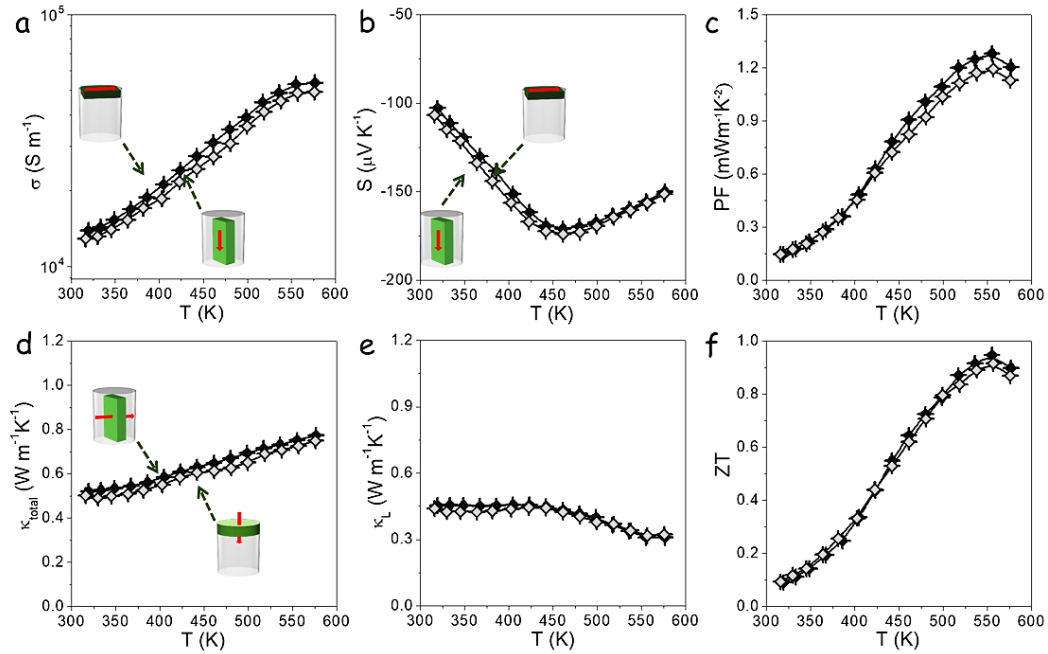 a
10^5
10^4
σ (S m^-1)
300 350 400 450 500 550 600
T (K)
b
-50
-100
-150
-200
S (μV K^-1)
300 350 400 450 500 550 600
T (K)
c
1.5
1.2
0.9
0.6
0.3
0.0
PF (mWm^-1K^-2)
300 350 400 450 500 550 600
T (K)
d
1.2
1.0
0.8
0.6
0.4
0.2
0.0
κ_total (W m^-1K^-1)
300 350 400 450 500 550 600
T (K)
e
1.2
0.9
0.6
0.3
0.0
κ_L (W m^-1K^-1)
300 350 400 450 500 550 600
T (K)
f
1.0
0.8
0.6
0.4
0.2
0.0
ZT
300 350 400 450 500 550 600
T (K)